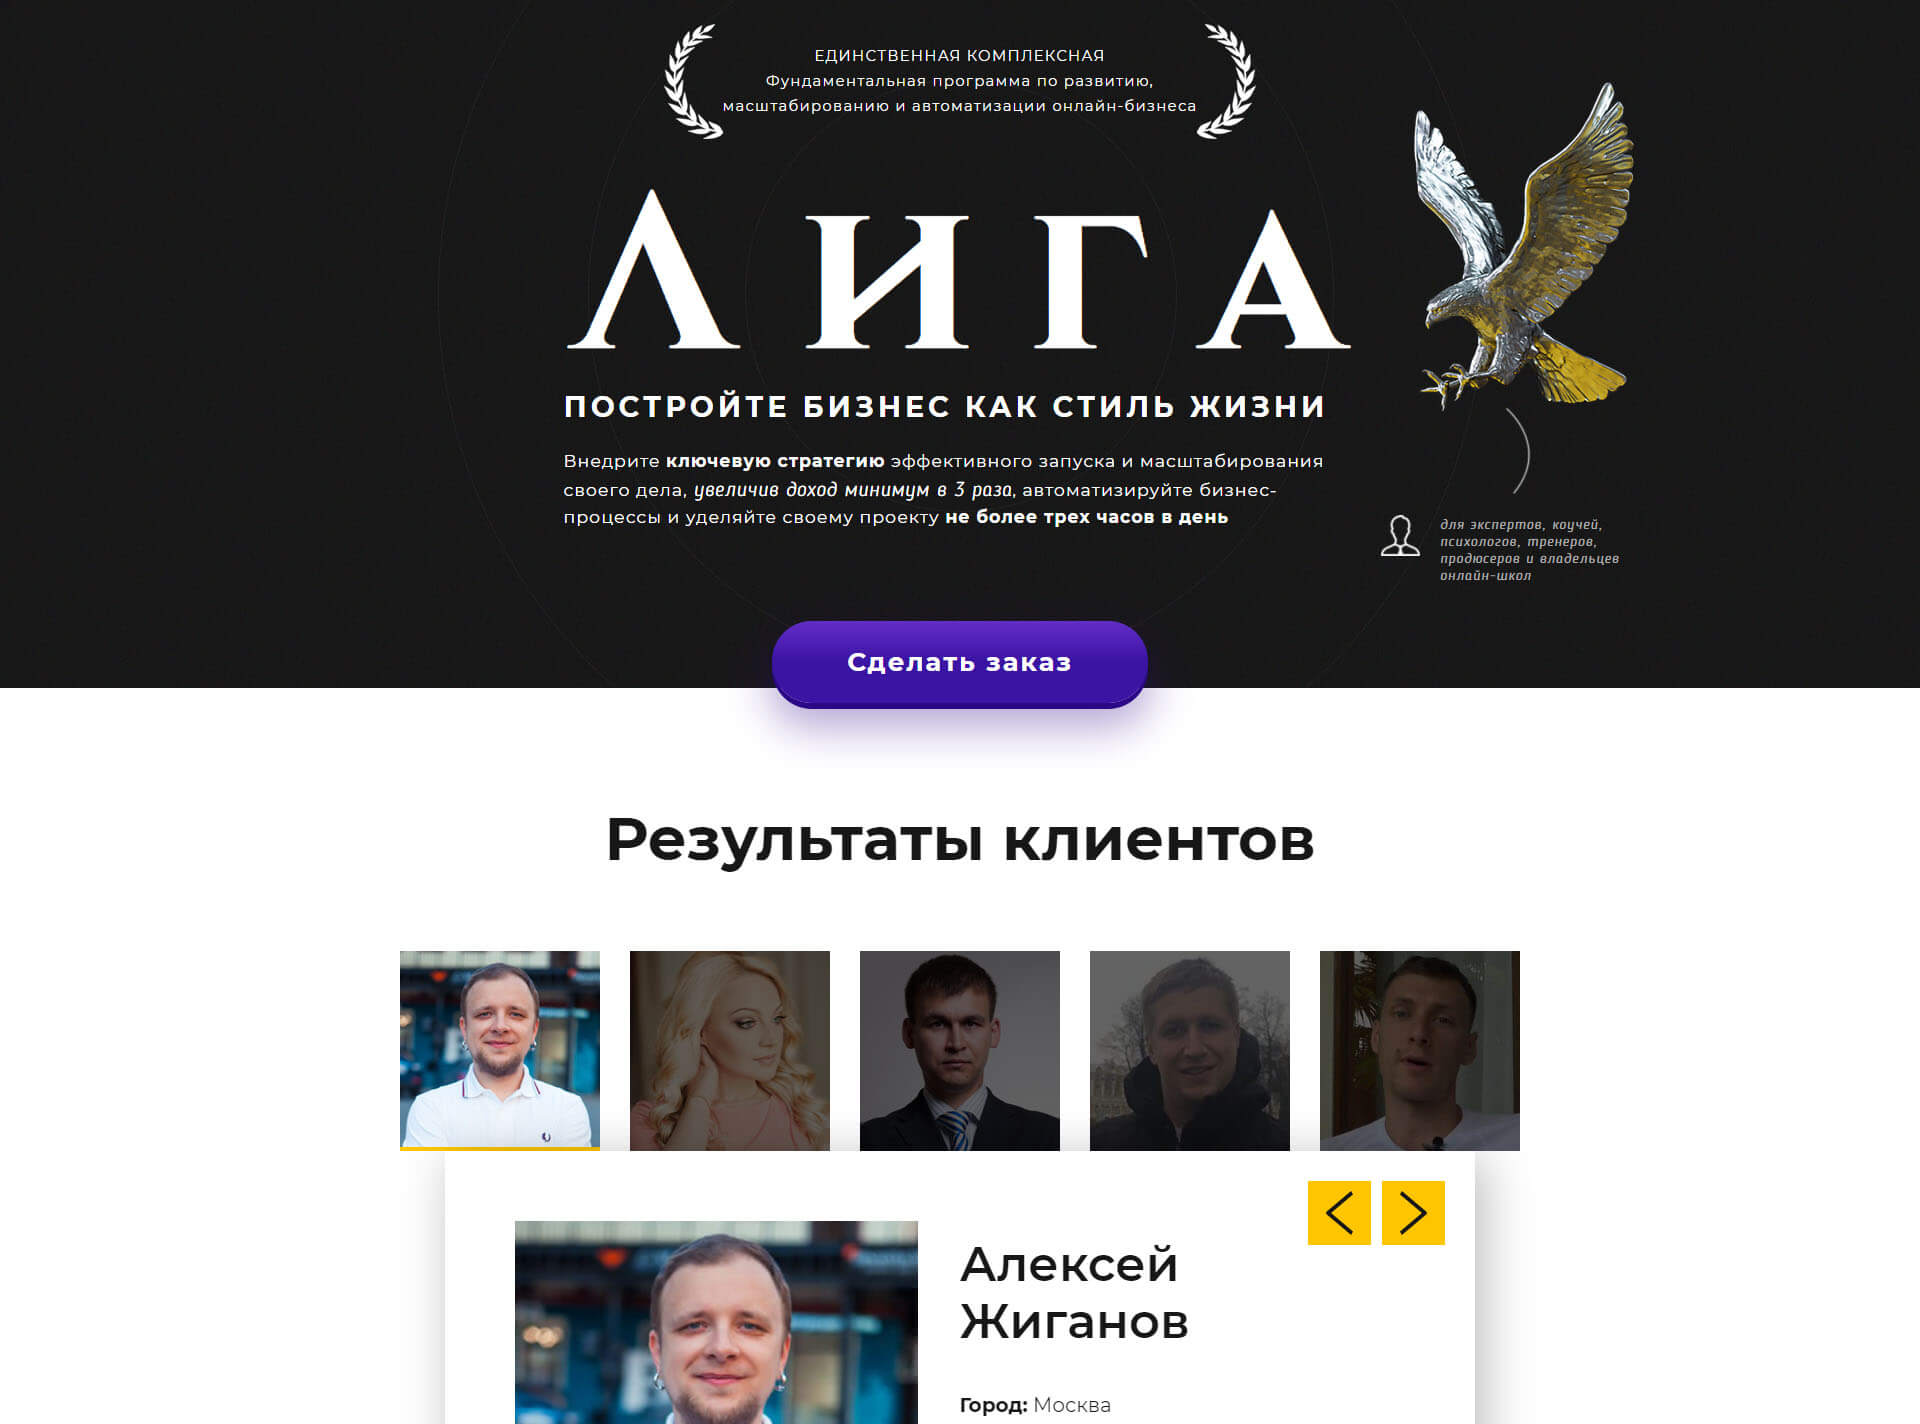 ЕДИНСТВЕННАЯ КОМПЛЕКСНАЯ
Фундаментальная программа по развитию,
масштабированию и автоматизации онлайн-бизнеса
ЛИГА
ПОСТРОЙТЕ БИЗНЕС КАК СТИЛЬ ЖИЗНИ
Внедрите ключевую стратегию эффективного запуска и масштабирования
своего дела, увеличив доход минимум в 3 раза, автоматизируйте бизнес-
процессы и уделяйте своему проекту не более трех часов в день
для экспертов, коучей,
психологов, тренеров,
продюсеров и владельцев
онлайн-школ
Сделать заказ
Результаты клиентов
Алексей
Жиганов
Город: Москва